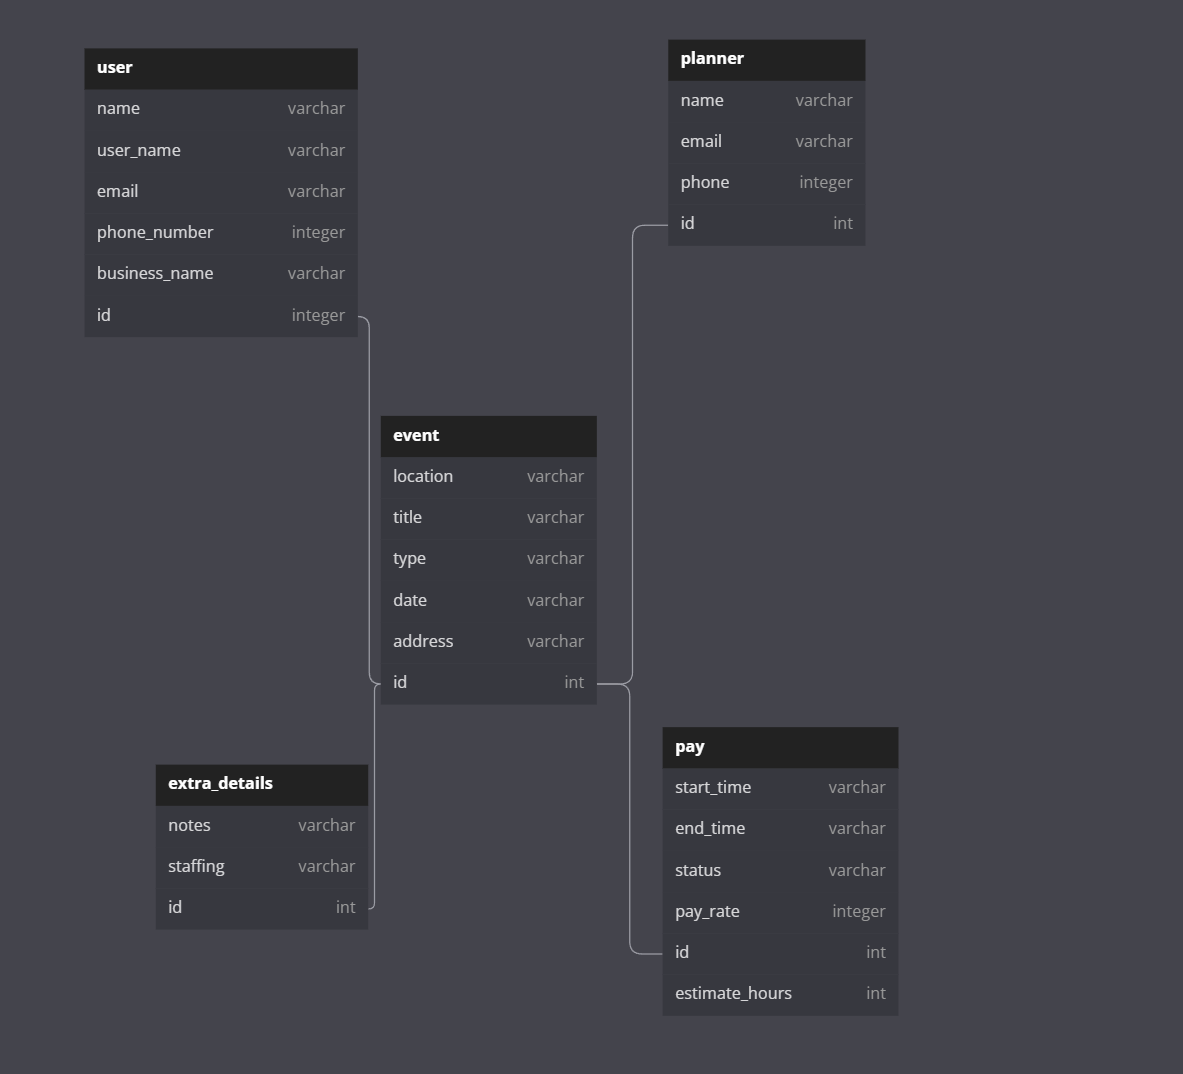 user
name varchar
user_name varchar
email varchar
phone_number integer
business_name varchar
id integer
planner
name varchar
email varchar
phone integer
id int
event
location varchar
title varchar
type varchar
date varchar
address varchar
id int
extra_details
notes varchar
staffing varchar
id int
pay
start_time varchar
end_time varchar
status varchar
pay_rate integer
id int
estimate_hours int